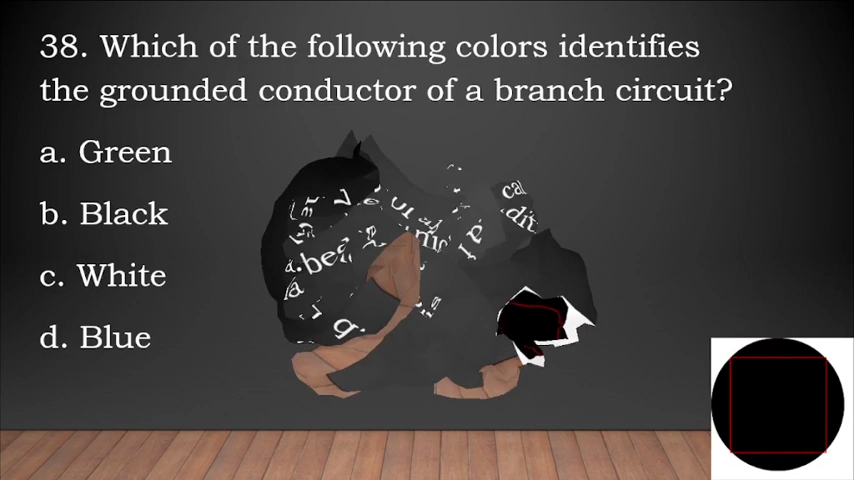 38. Which of the following colors identifies
the grounded conductor of a branch circuit?
a. Green
b. Black
c. White
d. Blue